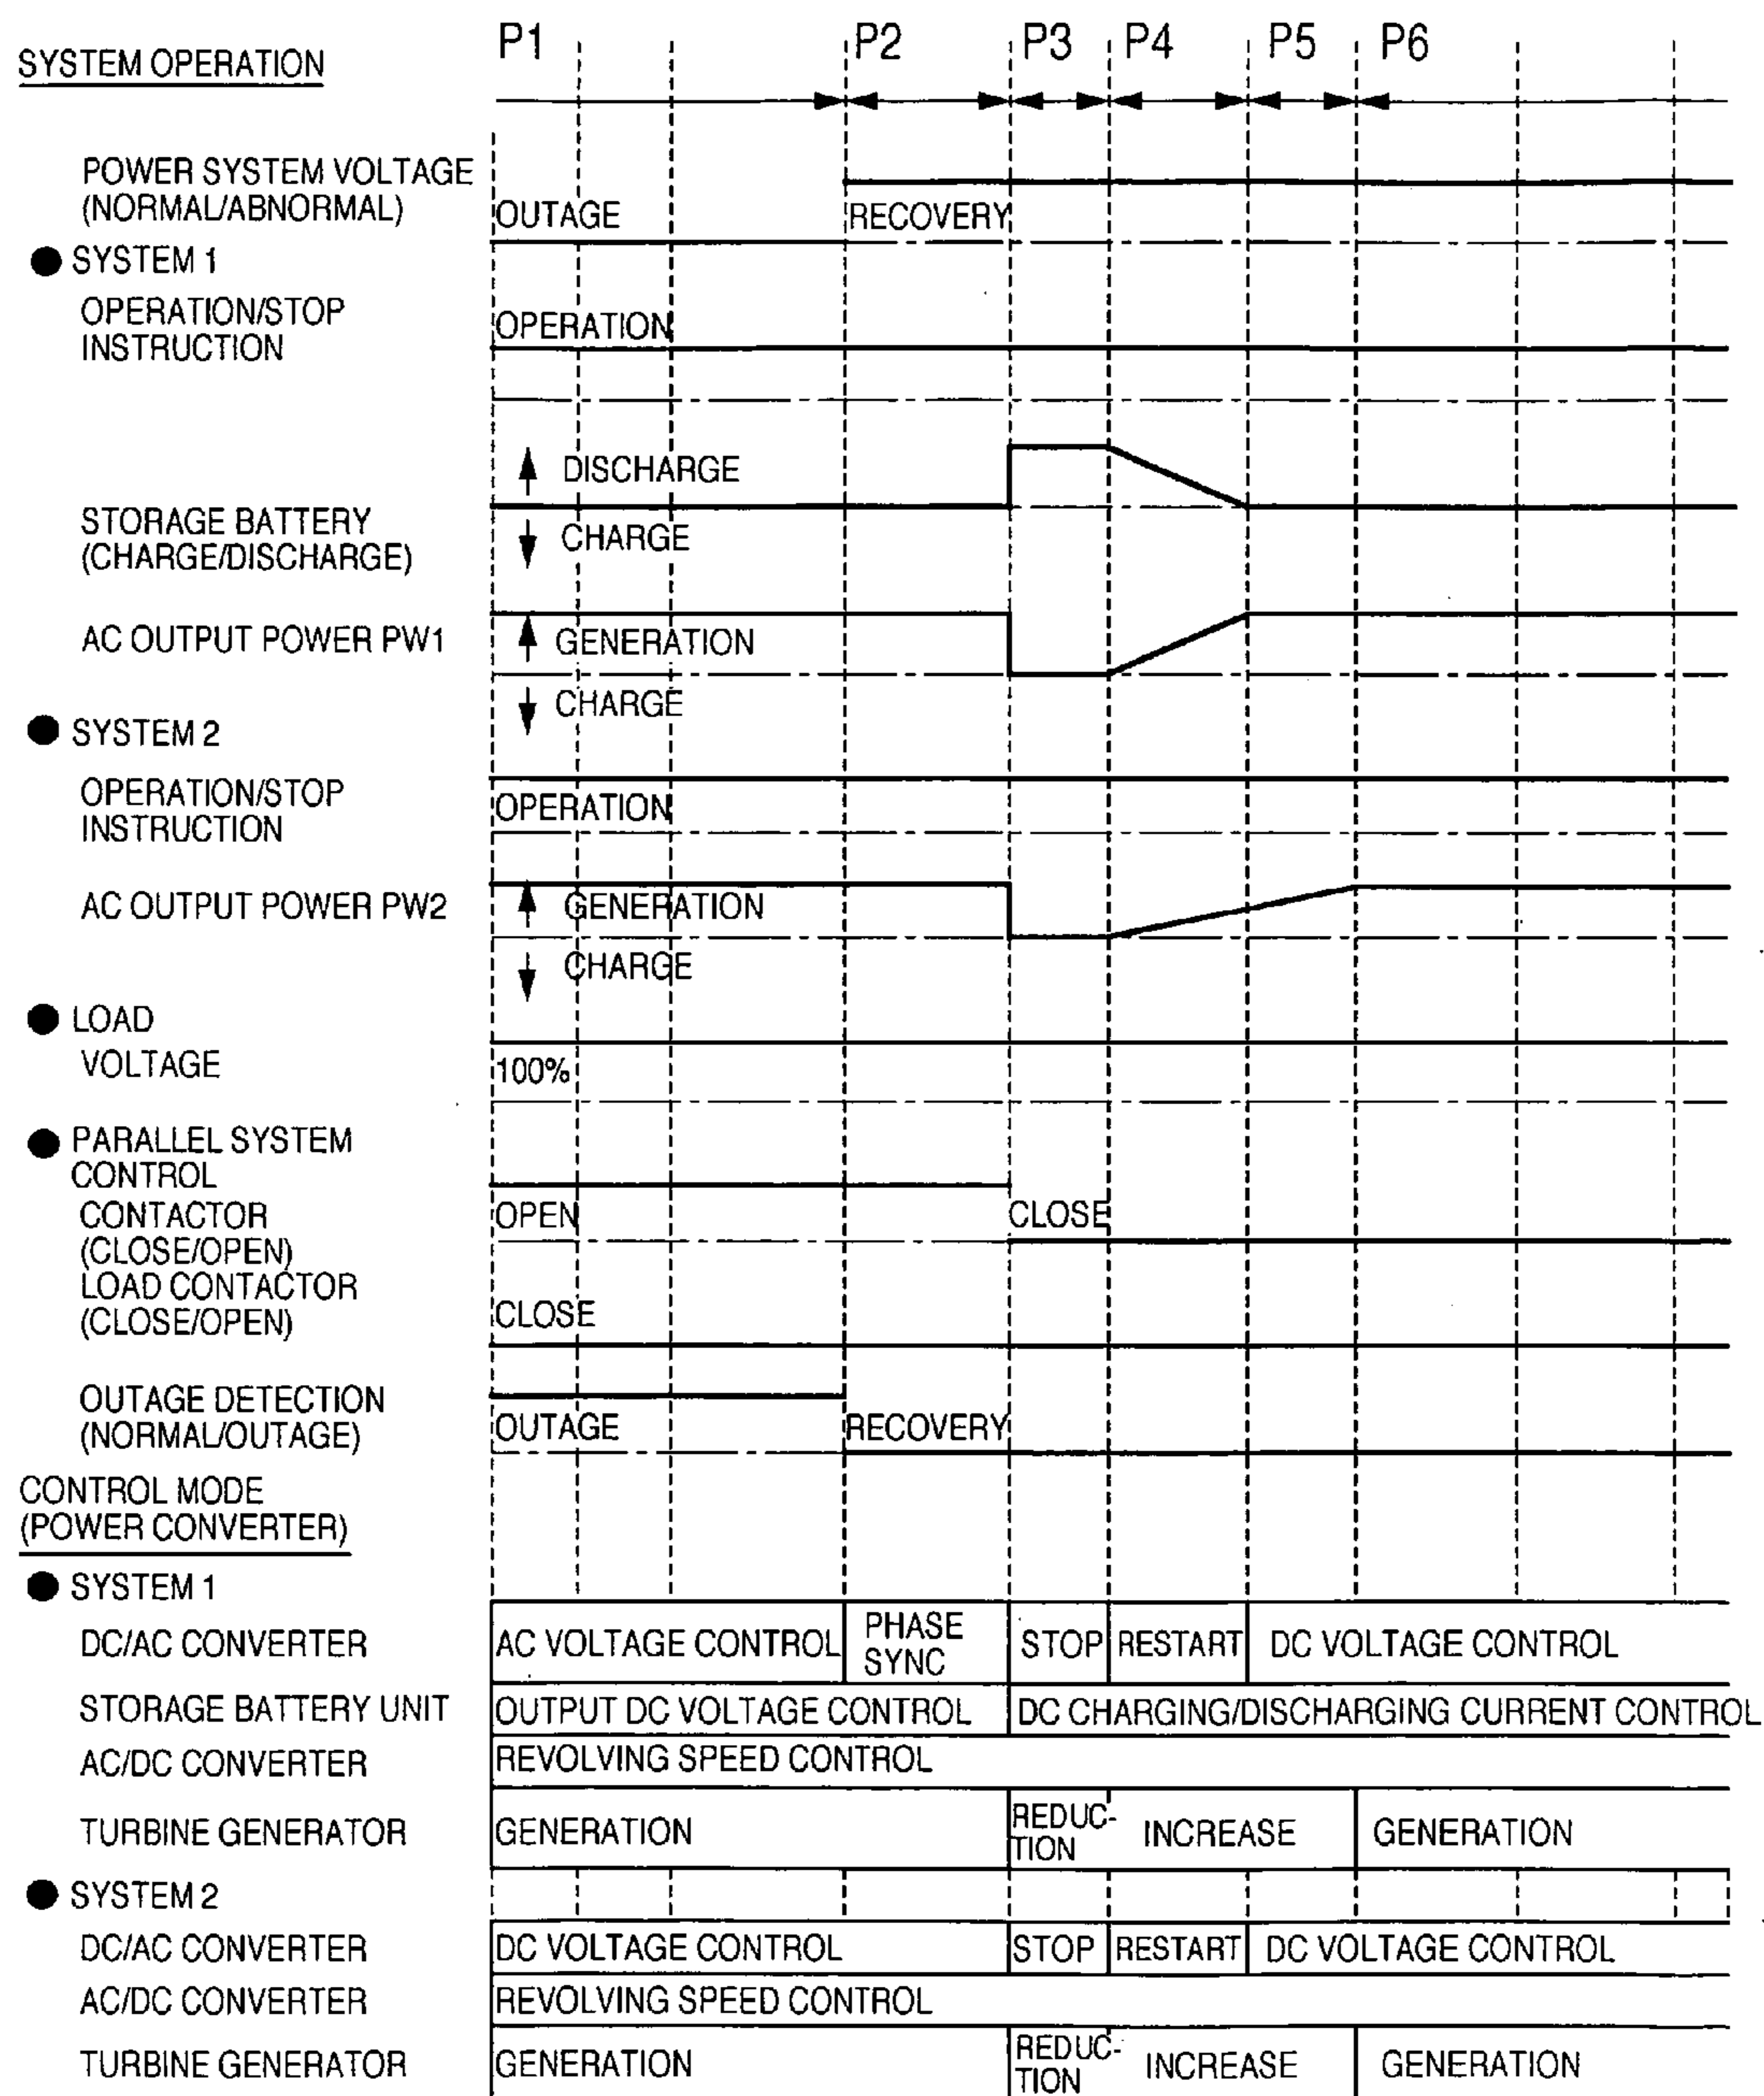 P1 P2 P3 P4 P5 P6
SYSTEM OPERATION
POWER SYSTEM VOLTAGE
(NORMAL/ABNORMAL)
OUTAGE RECOVERY
● SYSTEM 1
OPERATION/STOP
INSTRUCTION
OPERATION
DISCHARGE
STORAGE BATTERY
(CHARGE/DISCHARGE)
CHARGE
AC OUTPUT POWER PW1
GENERATION
CHARGE
● SYSTEM 2
OPERATION/STOP
INSTRUCTION
OPERATION
AC OUTPUT POWER PW2
GENERATION
CHARGE
● LOAD
VOLTAGE
100%
● PARALLEL SYSTEM
CONTROL
CONTACTOR
(CLOSE/OPEN)
OPEN CLOSE
LOAD CONTACTOR
(CLOSE/OPEN)
CLOSE
OUTAGE DETECTION
(NORMAL/OUTAGE)
OUTAGE RECOVERY
CONTROL MODE
(POWER CONVERTER)
● SYSTEM 1
DC/AC CONVERTER
AC VOLTAGE CONTROL
PHASE
SYNC
STOP RESTART DC VOLTAGE CONTROL
STORAGE BATTERY UNIT
OUTPUT DC VOLTAGE CONTROL DC CHARGING/DISCHARGING CURRENT CONTROL
AC/DC CONVERTER
REVOLVING SPEED CONTROL
TURBINE GENERATOR
GENERATION
REDUC-
TION
INCREASE GENERATION
● SYSTEM 2
DC/AC CONVERTER
DC VOLTAGE CONTROL STOP RESTART DC VOLTAGE CONTROL
AC/DC CONVERTER
REVOLVING SPEED CONTROL
TURBINE GENERATOR
GENERATION
REDUC-
TION
INCREASE GENERATION